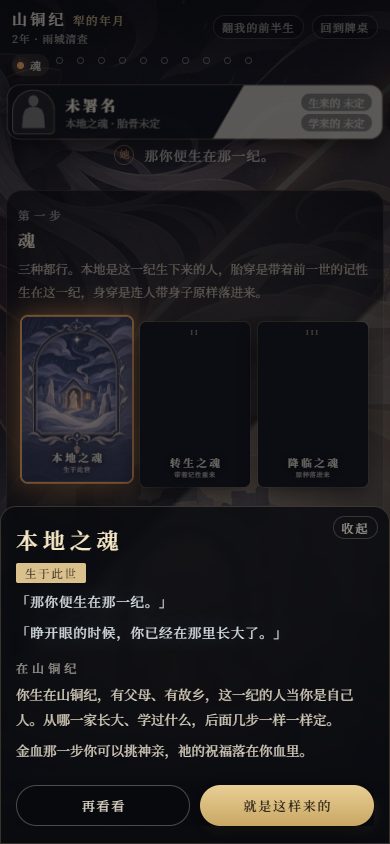 山铜纪 犁的年月
2年 · 雨城清查
翻我的前半生
回到牌桌
魂
未署名
本地之魂 · 胎骨未定
生来的 未定
学来的 未定
她 那你便生在那一纪。
第一步
魂
三种都行。本地是这一纪生下来的人，胎穿是带着前一世的记性
生在这一纪，身穿是连人带身子原样落进来。
本地之魂
生于此世
II
转生之魂
带着记性重来
III
降临之魂
原样落进来
本地之魂
收起
生于此世
「那你便生在那一纪。」
「睁开眼的时候，你已经在那里长大了。」
在山铜纪
你生在山铜纪，有父母、有故乡，这一纪的人当你是自己
人。从哪一家长大、学过什么，后面几步一样一样定。
金血那一步你可以挑神亲，祂的祝福落在你血里。
再看看
就是这样来的